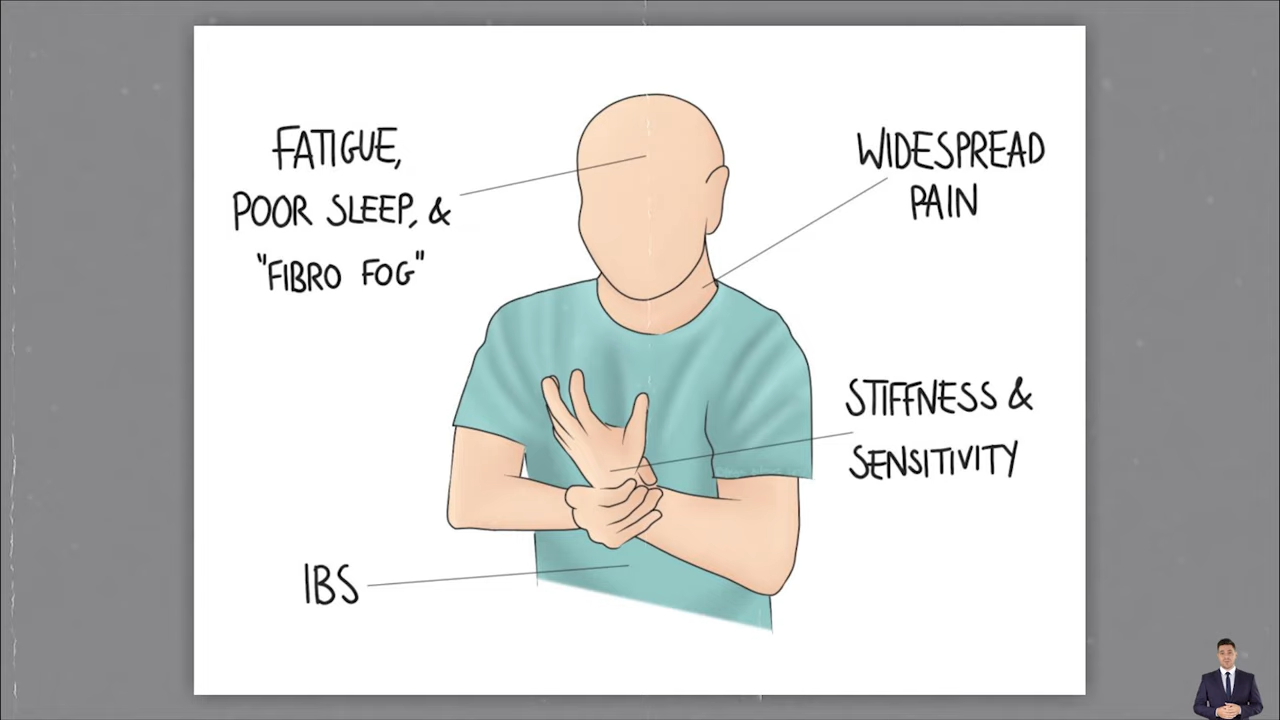 FATIGUE,
POOR SLEEP, &
"FIBRO FOG"
WIDESPREAD
PAIN
STIFFNESS &
SENSITIVITY
IBS